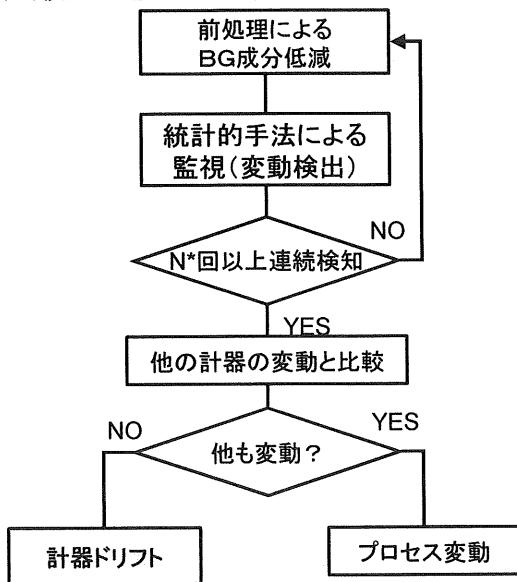 前処理による
BG成分低減
統計的手法による
監視(変動検出)
NO
N*回以上連続検知
YES
他の計器の変動と比較
NO
YES
他も変動？
計器ドリフト
プロセス変動